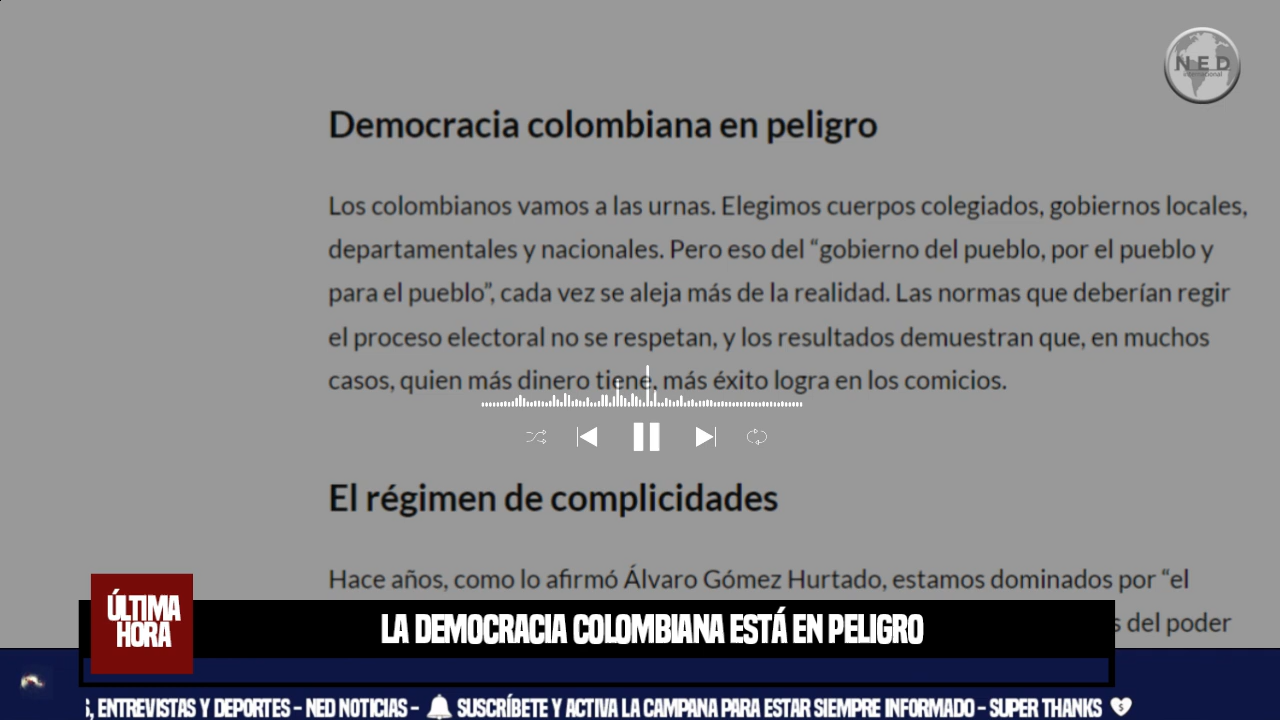 NED
international
Democracia colombiana en peligro
Los colombianos vamos a las urnas. Elegimos cuerpos colegiados, gobiernos locales,
departamentales y nacionales. Pero eso del “gobierno del pueblo, por el pueblo y
para el pueblo”, cada vez se aleja más de la realidad. Las normas que deberían regir
el proceso electoral no se respetan, y los resultados demuestran que, en muchos
casos, quien más dinero tiene, más éxito logra en los comicios.
El régimen de complicidades
Hace años, como lo afirmó Álvaro Gómez Hurtado, estamos dominados por “el
del poder
ÚLTIMA
HORA
LA DEMOCRACIA COLOMBIANA ESTÁ EN PELIGRO
, ENTREVISTAS Y DEPORTES - NED NOTICIAS - 🔔 SUSCRÍBETE Y ACTIVA LA CAMPANA PARA ESTAR SIEMPRE INFORMADO - SUPER THANKS